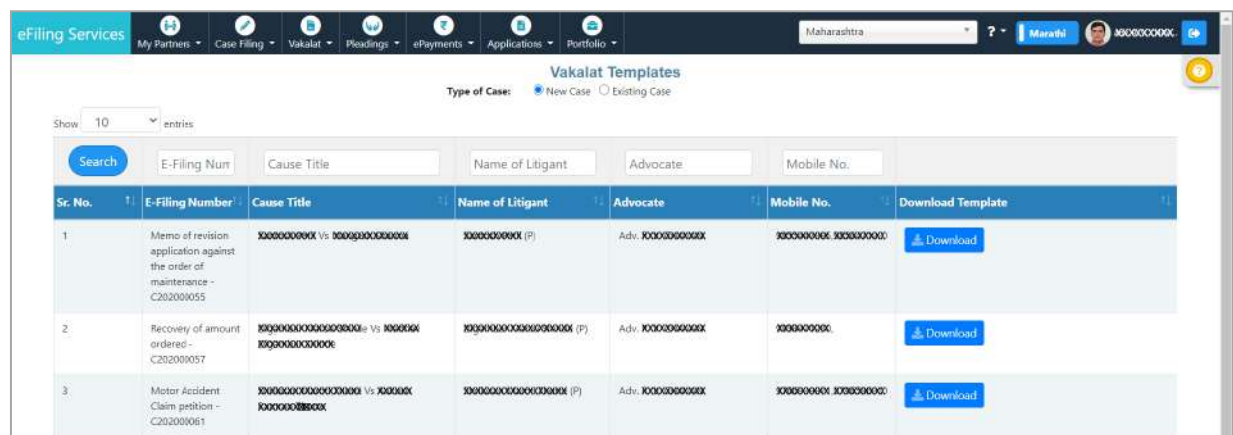 eFiling Services
My Partners Case Filing Vakalat Pleadings ePayments Applications Portfolio Maharashtra ? Marathi
Vakalat Templates
Type of Case: New Case Existing Case
Show 10 entries
Search E-Filing Num Cause Title Name of Litigant Advocate Mobile No.
Sr. No. E-Filing Number Cause Title Name of Litigant Advocate Mobile No. Download Template
1 Memo of revision Vs (P) Adv. Download
application against
the order of
maintenance -
C202000055
2 Recovery of amount Vs (P) Adv. Download
ordered -
C202000057
3 Motor Accident Vs (P) Adv. Download
Claim petition -
C202000061